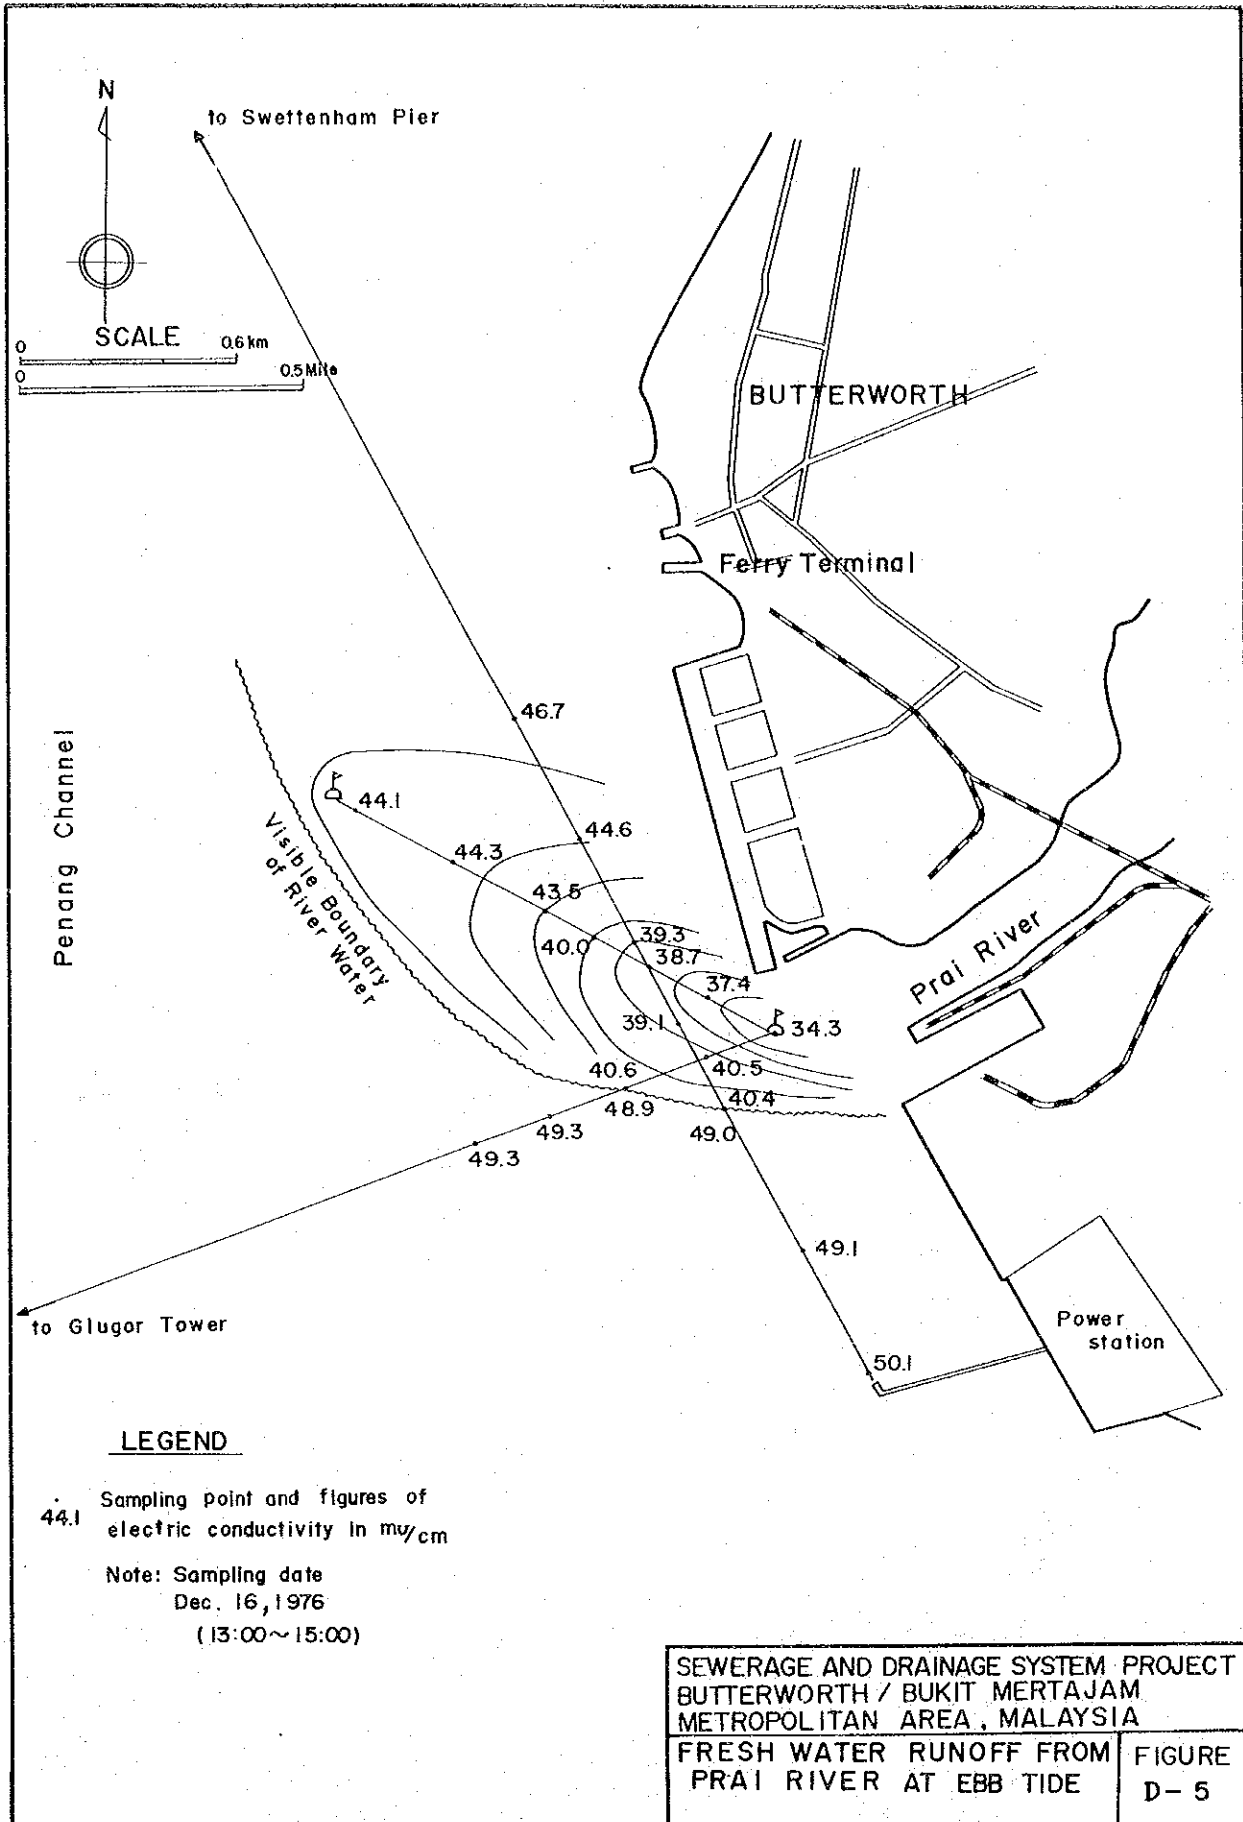 N
to Swettenham Pier
SCALE
0 0.6 km
0 0.5 Mile
BUTTERWORTH
Ferry Terminal
Penang Channel
46.7
44.1
44.6
44.3
43.5
Visible Boundary
of River Water
40.0
39.3
38.7
37.4
Prai River
39.1
34.3
40.6
40.5
40.4
48.9
49.0
49.3
49.3
49.1
to Glugor Tower
Power
station
50.1
LEGEND
44.1 Sampling point and figures of
electric conductivity in m℧/cm
Note: Sampling date
Dec. 16, 1976
(13:00~15:00)
SEWERAGE AND DRAINAGE SYSTEM PROJECT
BUTTERWORTH / BUKIT MERTAJAM
METROPOLITAN AREA, MALAYSIA
FRESH WATER RUNOFF FROM
PRAI RIVER AT EBB TIDE
FIGURE
D-5